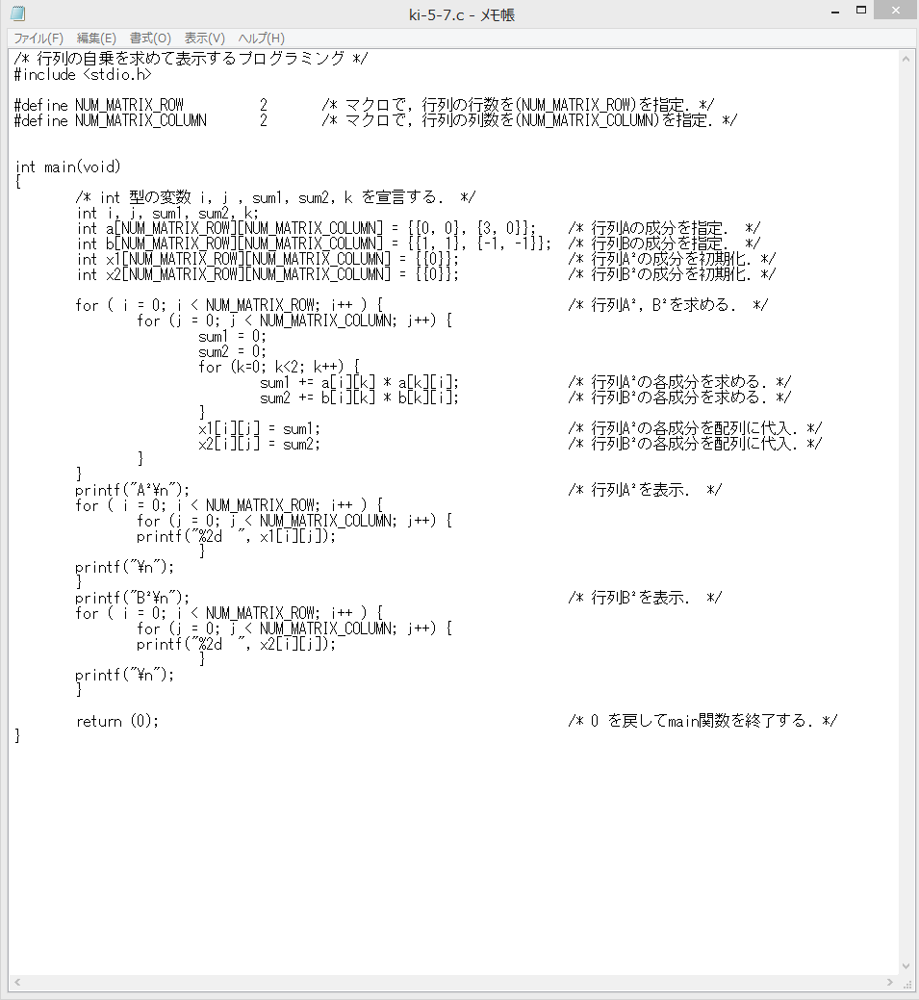 ki-5-7.c - メモ帳
ファイル(F) 編集(E) 書式(O) 表示(V) ヘルプ(H)
/* 行列の自乗を求めて表示するプログラミング */
#include <stdio.h>
#define NUM_MATRIX_ROW 2 /* マクロで，行列の行数を(NUM_MATRIX_ROW)を指定．*/
#define NUM_MATRIX_COLUMN 2 /* マクロで，行列の列数を(NUM_MATRIX_COLUMN)を指定．*/
int main(void)
{
/* int 型の変数 i, j , sum1, sum2, k を宣言する． */
int i, j, sum1, sum2, k;
int a[NUM_MATRIX_ROW][NUM_MATRIX_COLUMN] = {{0, 0}, {3, 0}}; /* 行列Aの成分を指定． */
int b[NUM_MATRIX_ROW][NUM_MATRIX_COLUMN] = {{1, 1}, {-1, -1}}; /* 行列Bの成分を指定． */
int x1[NUM_MATRIX_ROW][NUM_MATRIX_COLUMN] = {{0}}; /* 行列A²の成分を初期化．*/
int x2[NUM_MATRIX_ROW][NUM_MATRIX_COLUMN] = {{0}}; /* 行列B²の成分を初期化．*/
for ( i = 0; i < NUM_MATRIX_ROW; i++ ) { /* 行列A²，B²を求める． */
for (j = 0; j < NUM_MATRIX_COLUMN; j++) {
sum1 = 0;
sum2 = 0;
for (k=0; k<2; k++) {
sum1 += a[i][k] * a[k][i]; /* 行列A²の各成分を求める．*/
sum2 += b[i][k] * b[k][i]; /* 行列B²の各成分を求める．*/
}
x1[i][j] = sum1; /* 行列A²の各成分を配列に代入．*/
x2[i][j] = sum2; /* 行列B²の各成分を配列に代入．*/
}
}
printf("A²¥n"); /* 行列A²を表示． */
for ( i = 0; i < NUM_MATRIX_ROW; i++ ) {
for (j = 0; j < NUM_MATRIX_COLUMN; j++) {
printf("%2d  ", x1[i][j]);
}
printf("¥n");
}
printf("B²¥n"); /* 行列B²を表示． */
for ( i = 0; i < NUM_MATRIX_ROW; i++ ) {
for (j = 0; j < NUM_MATRIX_COLUMN; j++) {
printf("%2d  ", x2[i][j]);
}
printf("¥n");
}
return (0); /* 0 を戻してmain関数を終了する．*/
}